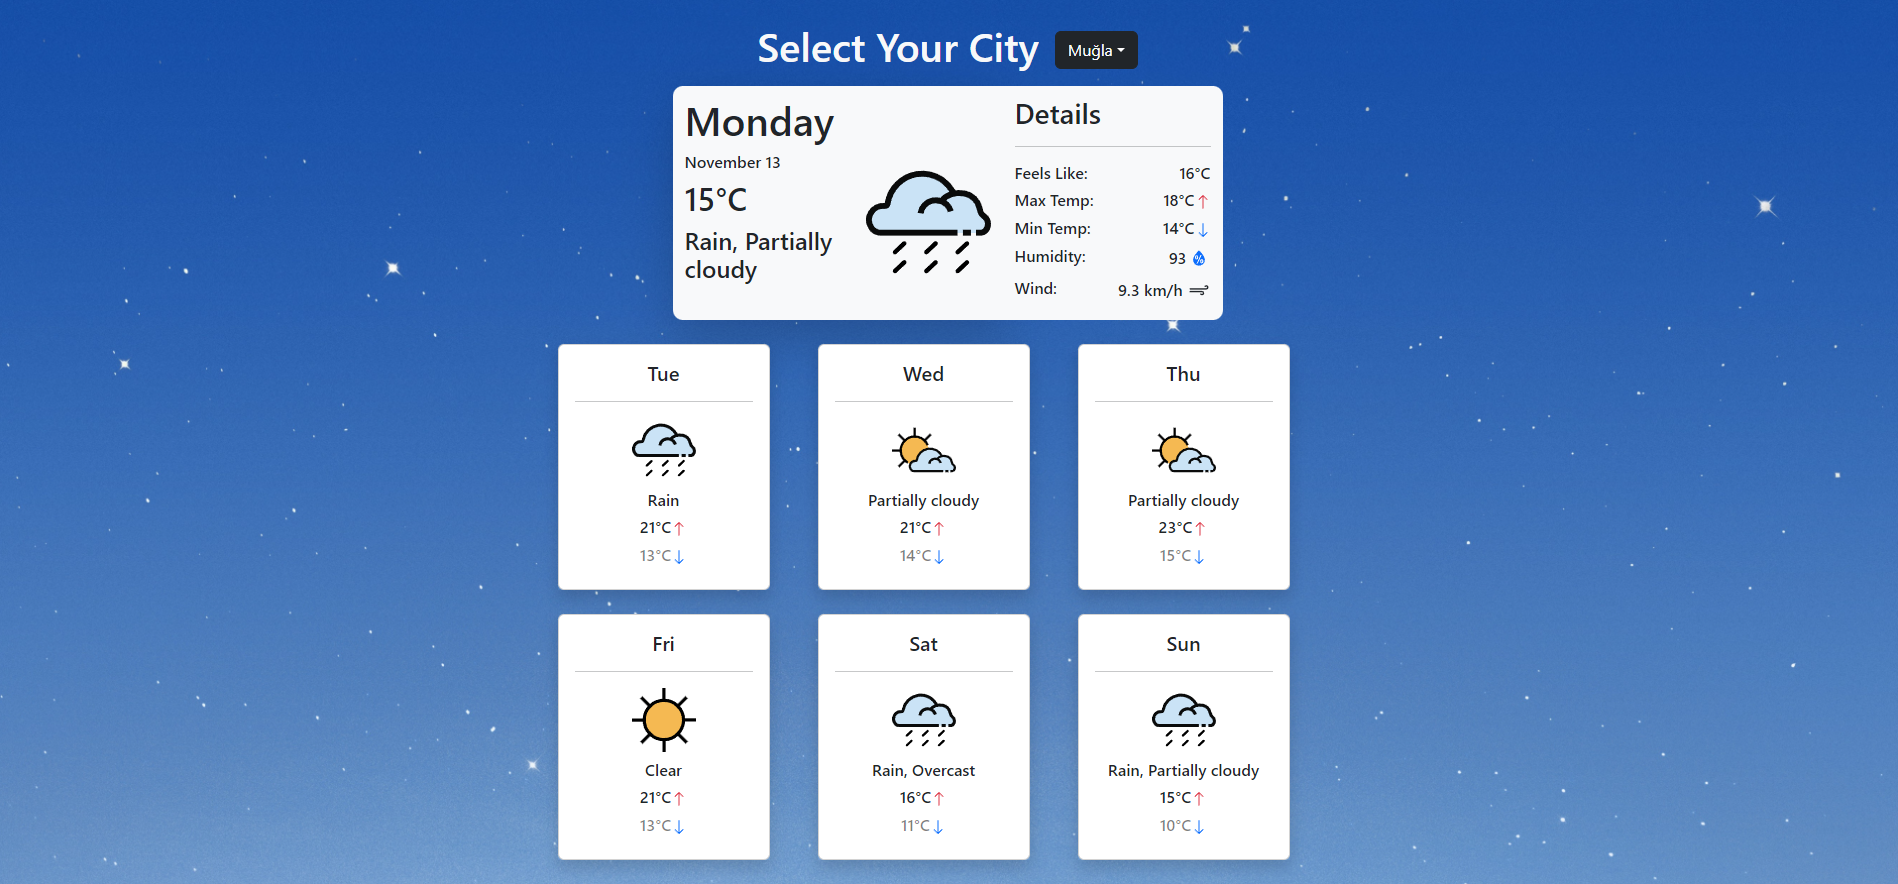 Select Your City Muğla
Monday
November 13
15°C
Rain, Partially
cloudy
Details
Feels Like: 16°C
Max Temp: 18°C
Min Temp: 14°C
Humidity: 93 %
Wind: 9.3 km/h
Tue
Rain
21°C
13°C
Wed
Partially cloudy
21°C
14°C
Thu
Partially cloudy
23°C
15°C
Fri
Clear
21°C
13°C
Sat
Rain, Overcast
16°C
11°C
Sun
Rain, Partially cloudy
15°C
10°C